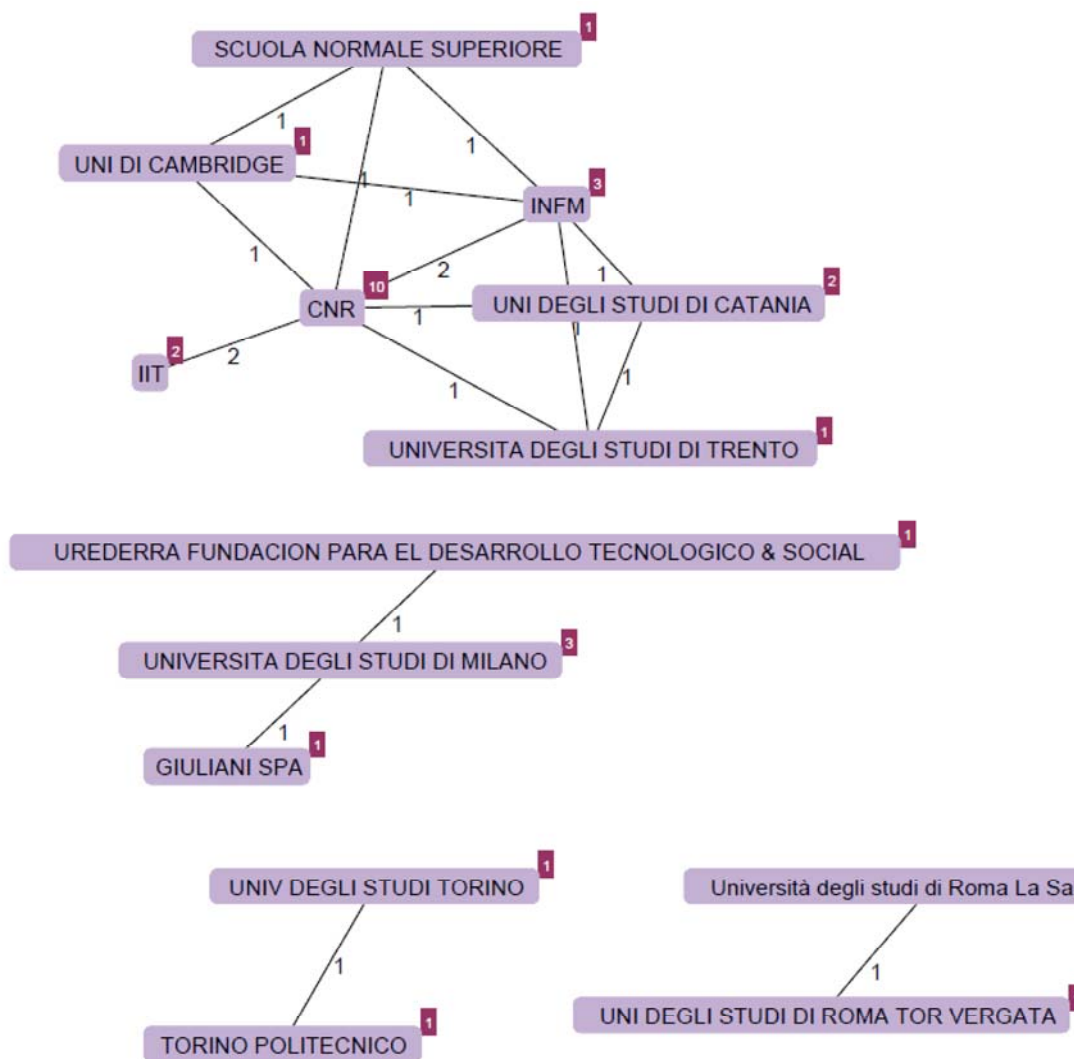 1
SCUOLA NORMALE SUPERIORE
1
1
1
UNI DI CAMBRIDGE
1
1
3
INFM
1
2
1
10
2
CNR
1
UNI DEGLI STUDI DI CATANIA
1
2
2
IIT
1
1
1
UNIVERSITA DEGLI STUDI DI TRENTO
1
UREDERRA FUNDACION PARA EL DESARROLLO TECNOLOGICO & SOCIAL
1
3
UNIVERSITA DEGLI STUDI DI MILANO
1
1
GIULIANI SPA
1
UNIV DEGLI STUDI TORINO
Università degli studi di Roma La Sa
1
1
1
UNI DEGLI STUDI DI ROMA TOR VERGATA
TORINO POLITECNICO